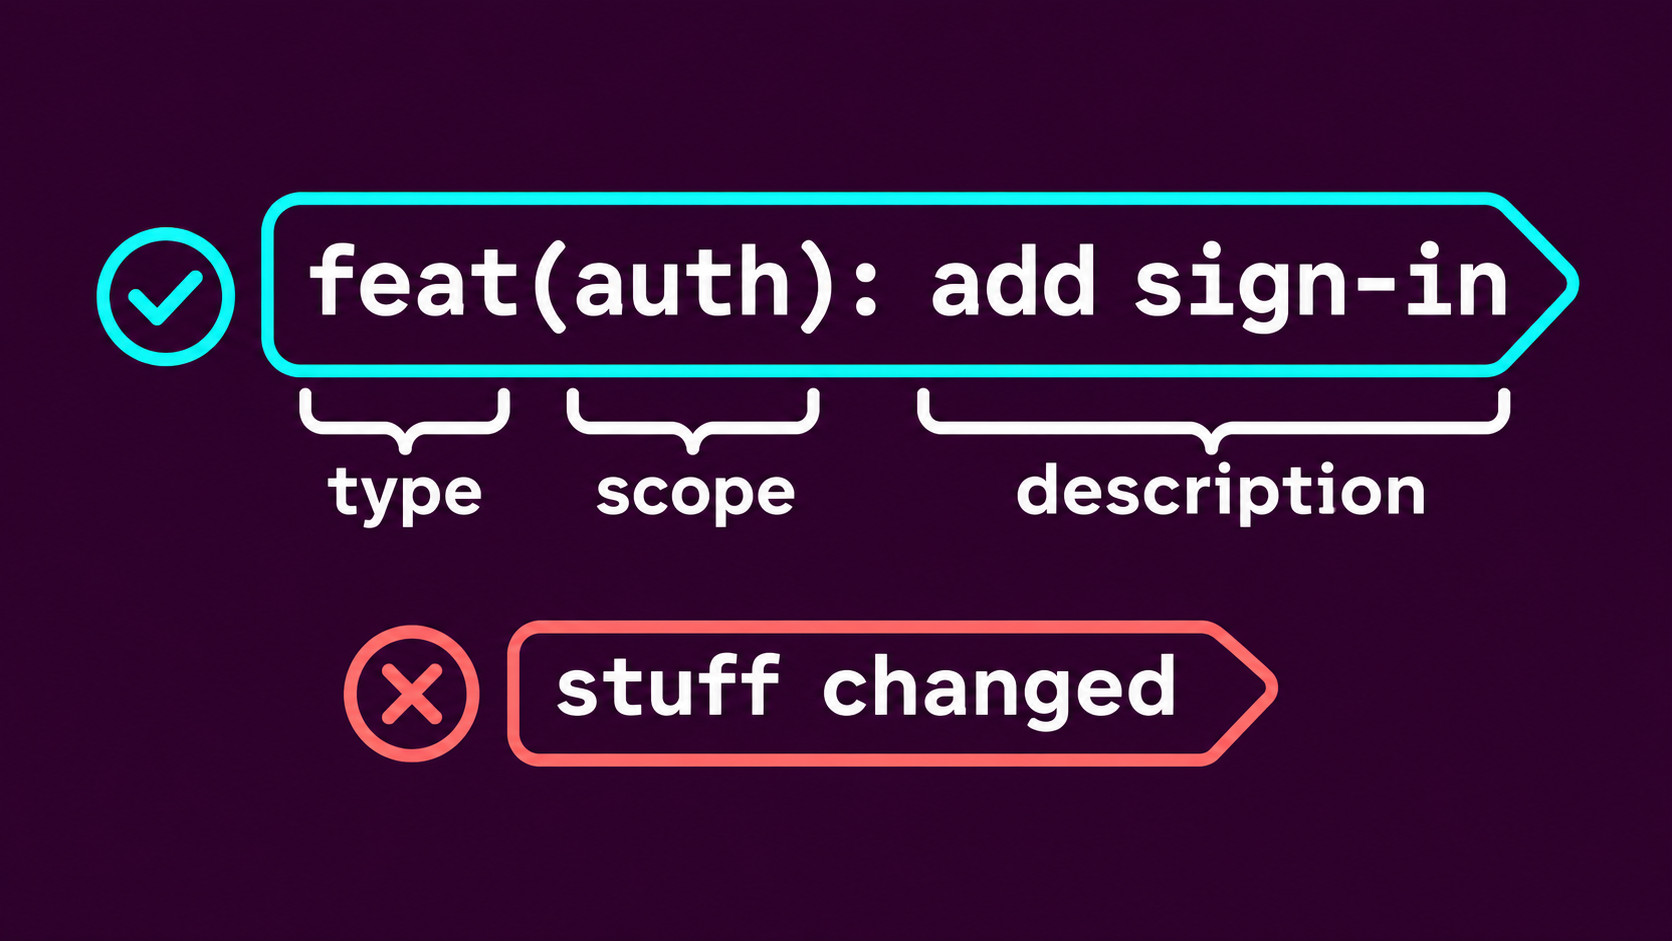 feat(auth): add sign-in
type scope description
stuff changed